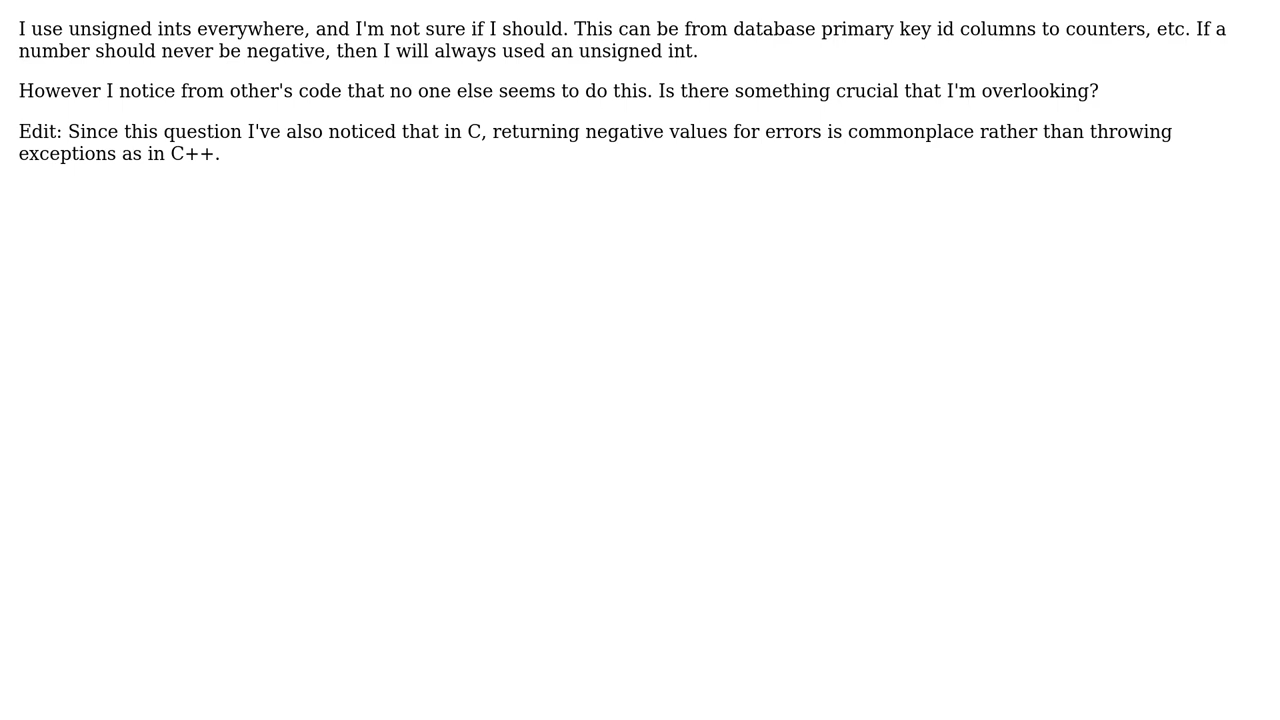 I use unsigned ints everywhere, and I'm not sure if I should. This can be from database primary key id columns to counters, etc. If a
number should never be negative, then I will always used an unsigned int.
However I notice from other's code that no one else seems to do this. Is there something crucial that I'm overlooking?
Edit: Since this question I've also noticed that in C, returning negative values for errors is commonplace rather than throwing
exceptions as in C++.